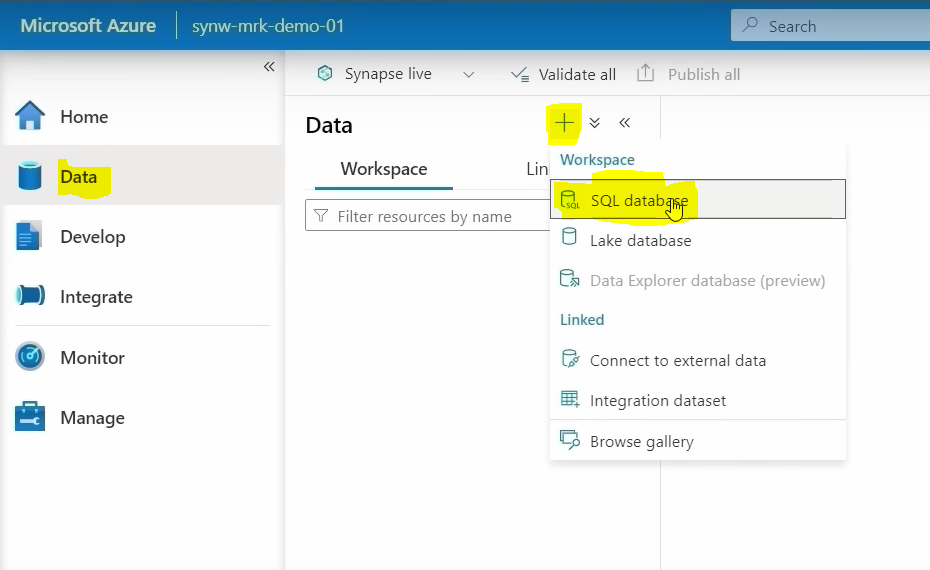 Microsoft Azure synw-mrk-demo-01 Search
«
Synapse live Validate all Publish all
Home
Data
Develop
Integrate
Monitor
Manage
Data «
Workspace Lin
Filter resources by name
Workspace
SQL SQL database
Lake database
Data Explorer database (preview)
Linked
Connect to external data
Integration dataset
Browse gallery